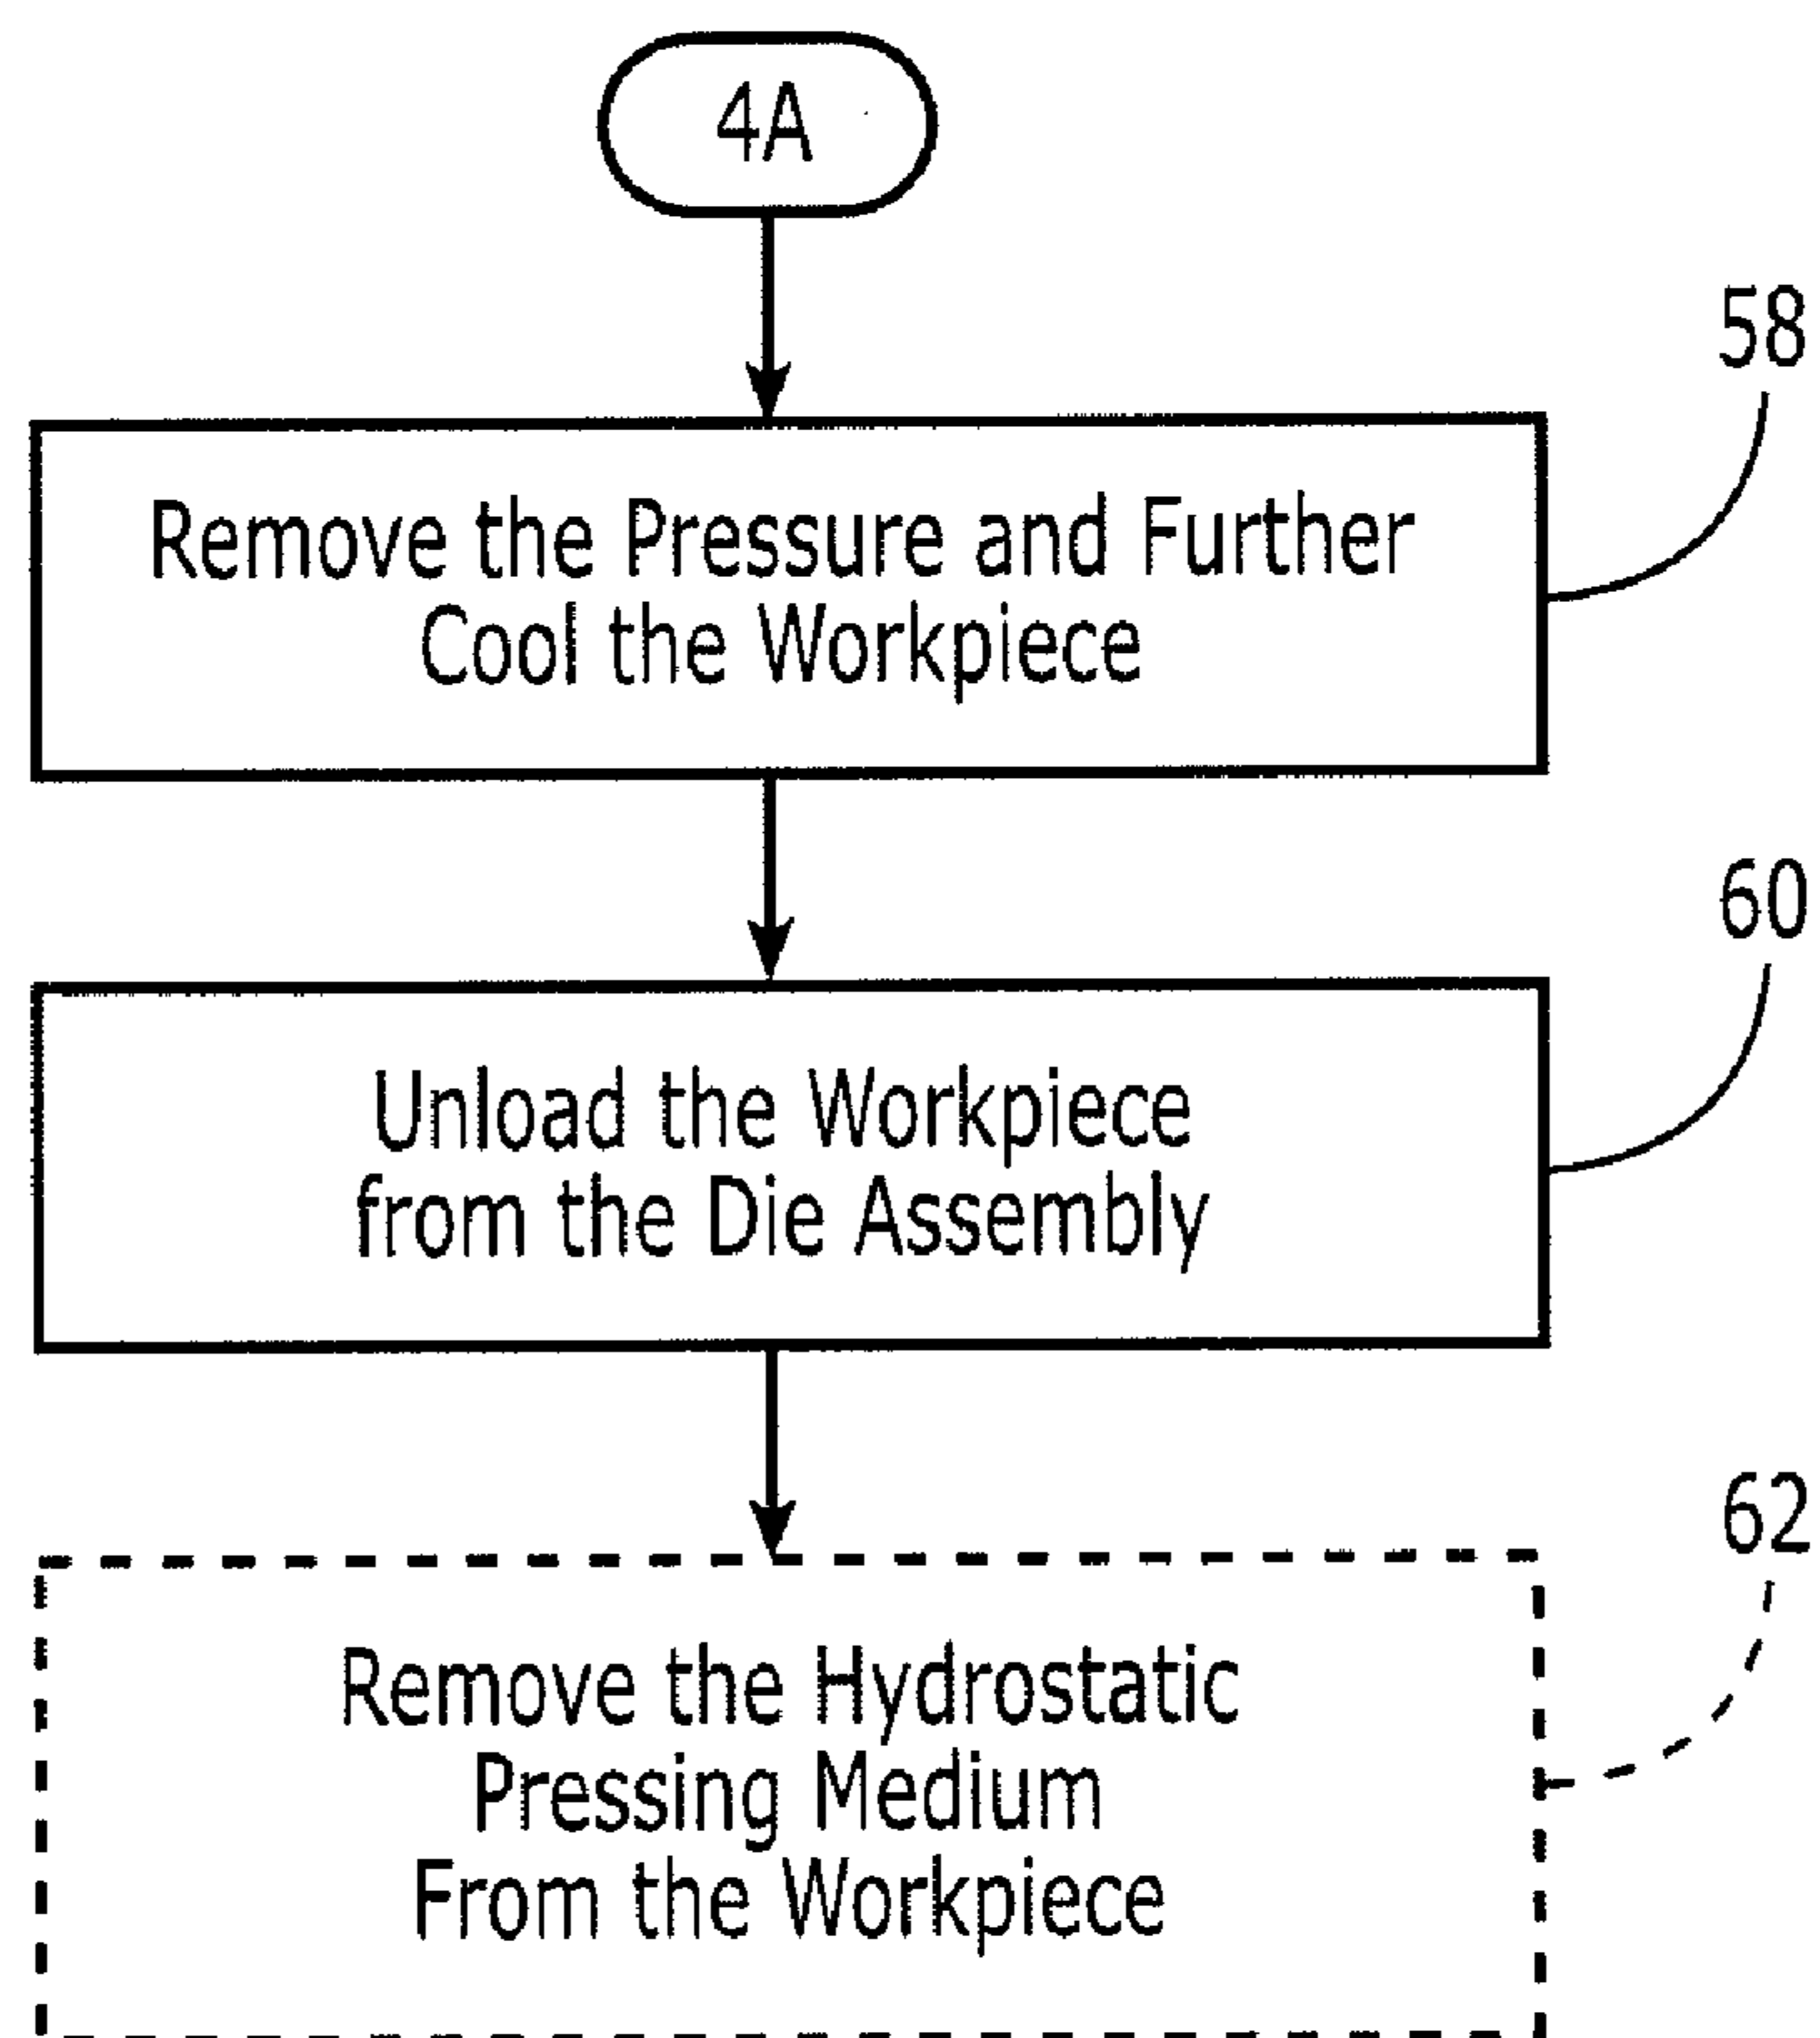 4A
58
Remove the Pressure and Further
Cool the Workpiece
60
Unload the Workpiece
from the Die Assembly
62
Remove the Hydrostatic
Pressing Medium
From the Workpiece